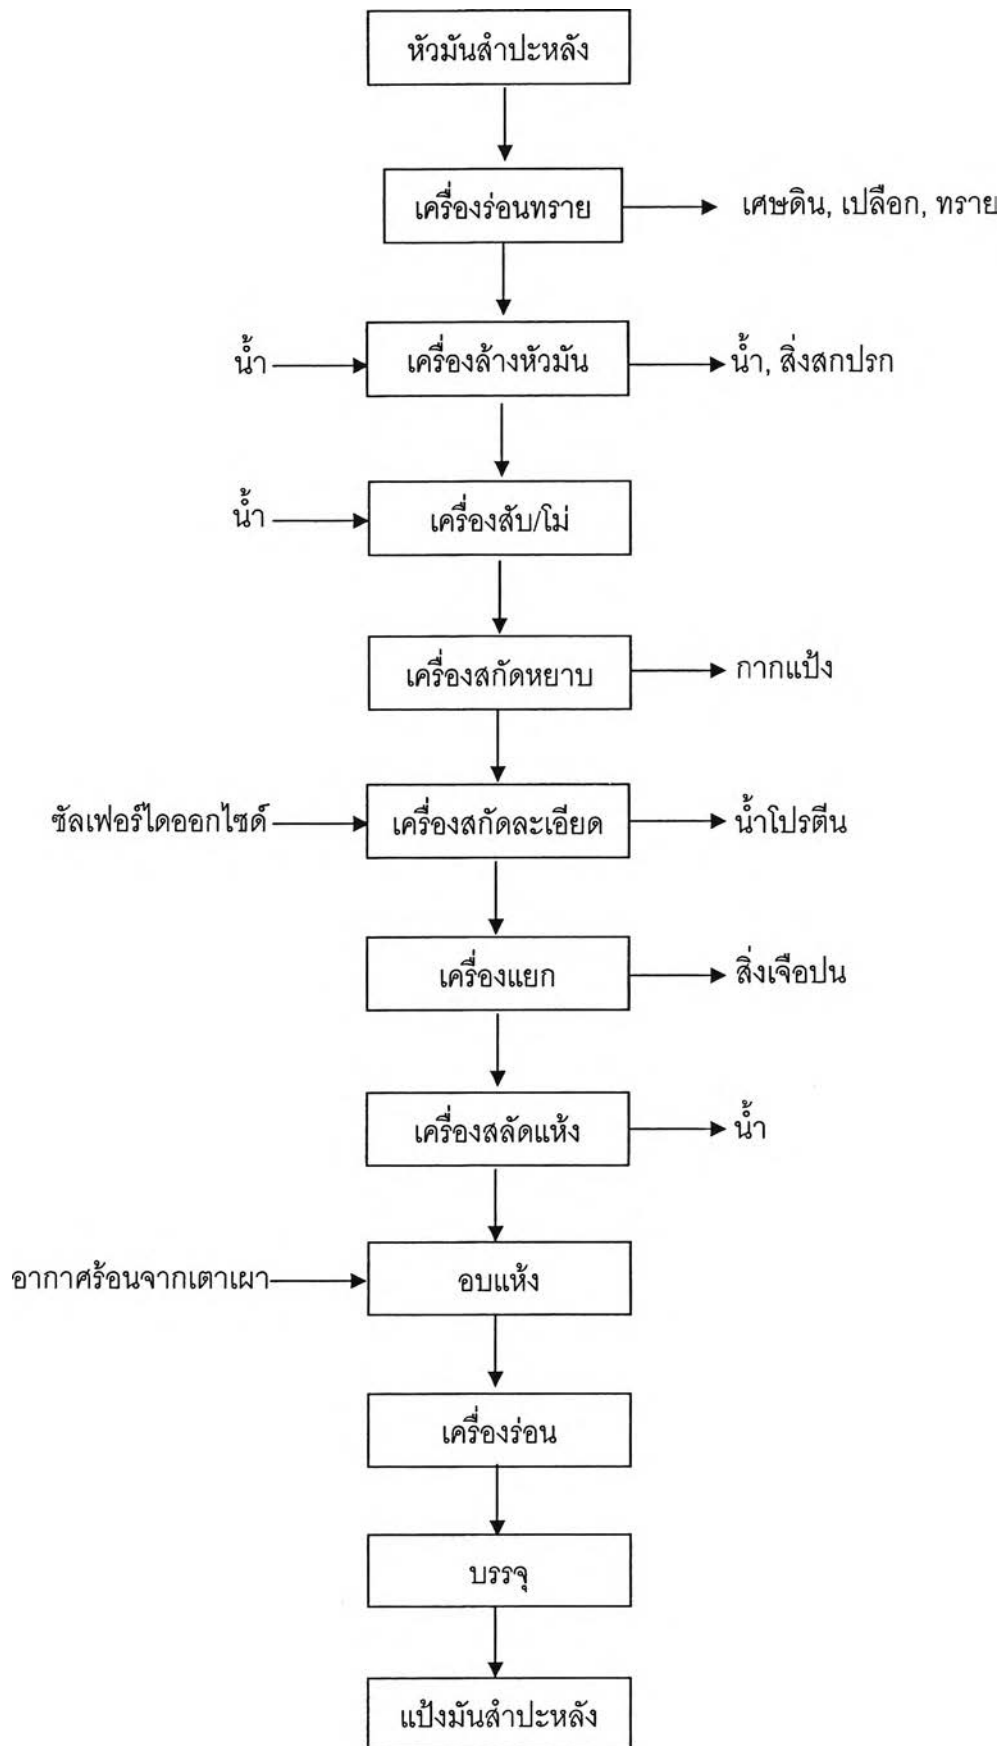 หัวมันสำปะหลัง
เครื่องร่อนทราย
เศษดิน, เปลือก, ทราย
น้ำ
เครื่องล้างหัวมัน
น้ำ, สิ่งสกปรก
น้ำ
เครื่องสับ/โม่
เครื่องสกัดหยาบ
กากแป้ง
ซัลเฟอร์ไดออกไซด์
เครื่องสกัดละเอียด
น้ำโปรตีน
เครื่องแยก
สิ่งเจือปน
เครื่องสลัดแห้ง
น้ำ
อากาศร้อนจากเตาเผา
อบแห้ง
เครื่องร่อน
บรรจุ
แป้งมันสำปะหลัง